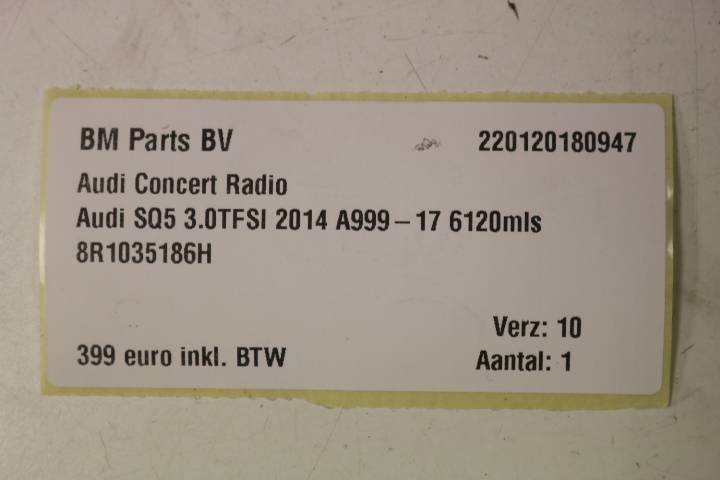 BM Parts BV 220120180947
Audi Concert Radio
Audi SQ5 3.0TFSI 2014 A999-17 6120mls
8R1035186H
Verz: 10
399 euro inkl. BTW Aantal: 1